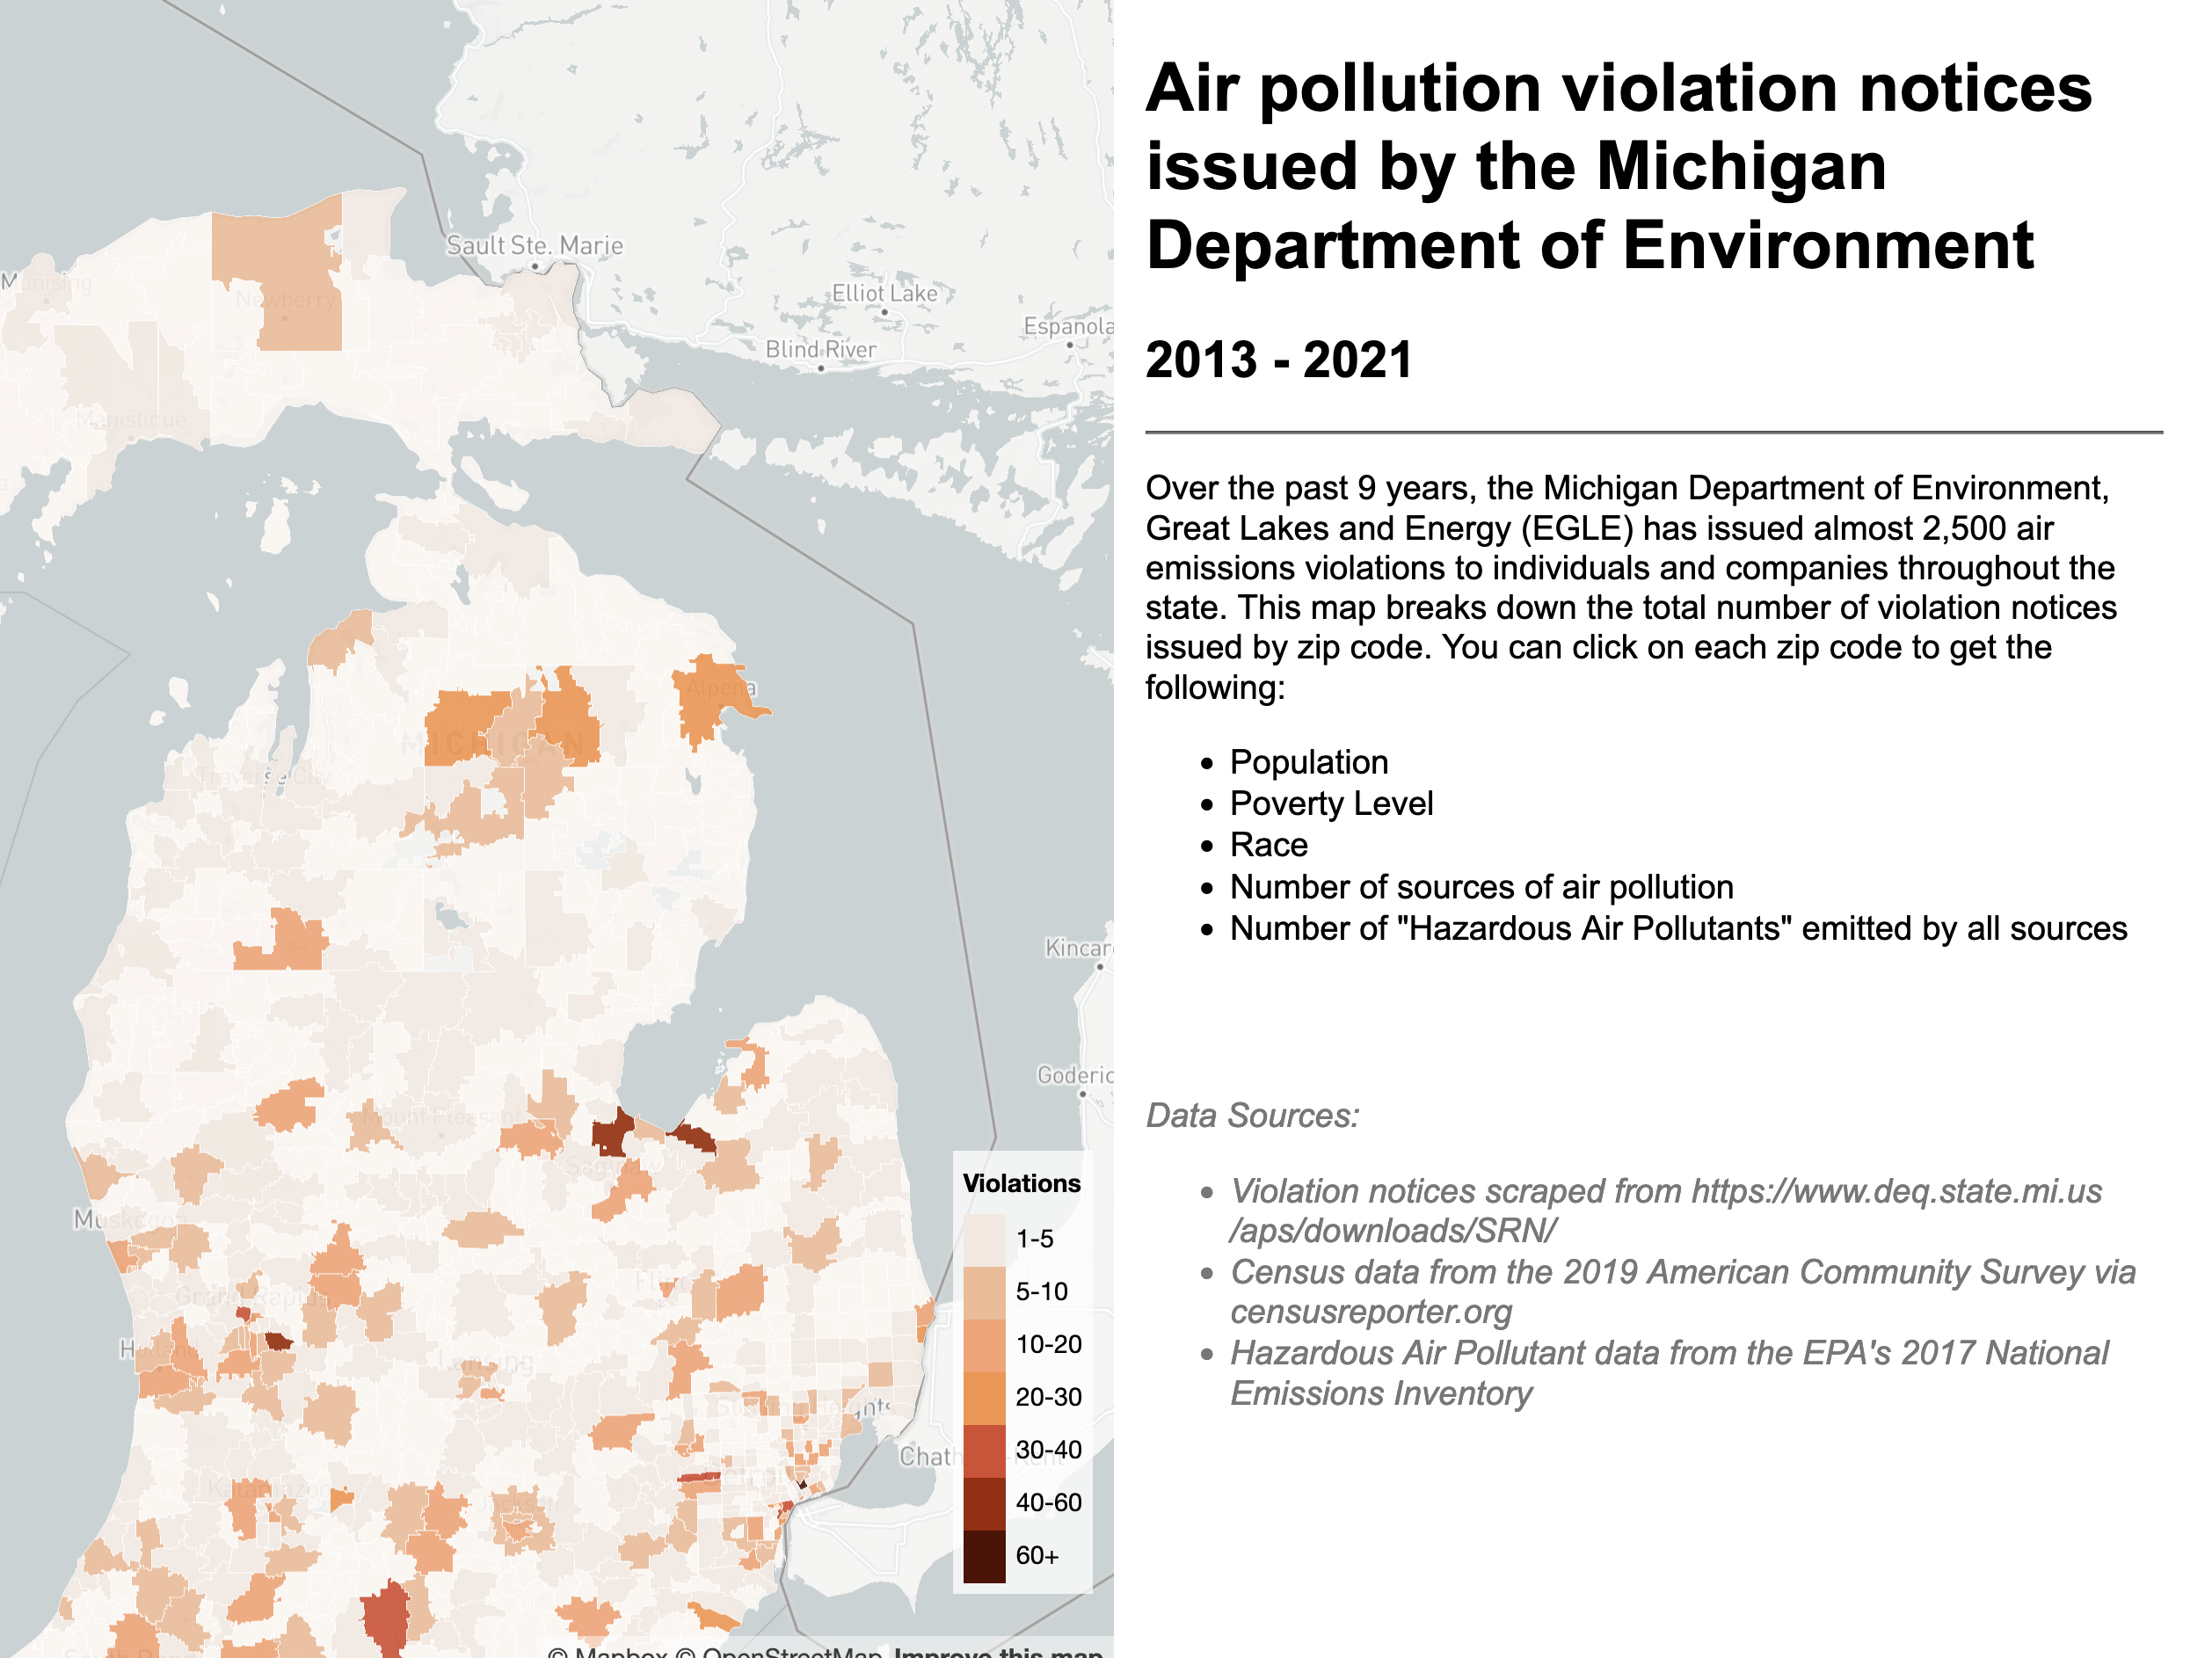 Air pollution violation notices
issued by the Michigan
Department of Environment
2013 - 2021
Over the past 9 years, the Michigan Department of Environment,
Great Lakes and Energy (EGLE) has issued almost 2,500 air
emissions violations to individuals and companies throughout the
state. This map breaks down the total number of violation notices
issued by zip code. You can click on each zip code to get the
following:
Population
Poverty Level
Race
Number of sources of air pollution
Number of "Hazardous Air Pollutants" emitted by all sources
Data Sources:
Violation notices scraped from https://www.deq.state.mi.us
/aps/downloads/SRN/
Census data from the 2019 American Community Survey via
censusreporter.org
Hazardous Air Pollutant data from the EPA's 2017 National
Emissions Inventory
Sault Ste. Marie
Munising
Newberry
Elliot Lake
Espanola
Blind River
Manistique
Alpena
MICHIGAN
Traverse City
Kincar
Goderic
Mount Pleasant
Saginaw
Muskegon
Flint
Grand Rapids
Holland
Lansing
Sterling Heights
Chatham-Kent
Detroit
Kalamazoo
Jackson
South Bend
Violations
1-5
5-10
10-20
20-30
30-40
40-60
60+
© Mapbox © OpenStreetMap Improve this map